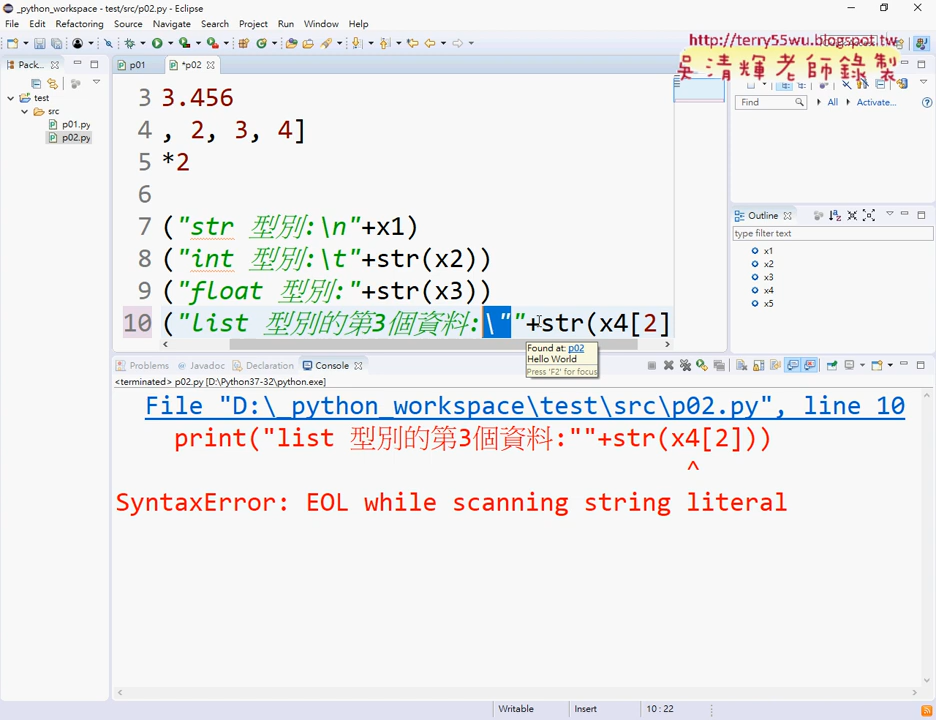 _python_workspace - test/src/p02.py - Eclipse
File Edit Refactoring Source Navigate Search Project Run Window Help
http://terry55wu.blogspot.tw
吳清輝老師錄製
Pack...
p01
*p02
test
src
p01.py
p02.py
3 3.456
4 , 2, 3, 4]
5 *2
6
7 ("str 型別:\n"+x1)
8 ("int 型別:\t"+str(x2))
9 ("float 型別:"+str(x3))
10 ("list 型別的第3個資料:\""+str(x4[2]
Found at: p02
Hello World
Press 'F2' for focus
Find
All
Activate...
Outline
type filter text
x1
x2
x3
x4
x5
Problems Javadoc Declaration Console
<terminated> p02.py [D:\Python37-32\python.exe]
File "D:\_python_workspace\test\src\p02.py", line 10
print("list 型別的第3個資料:""+str(x4[2]))
^
SyntaxError: EOL while scanning string literal
Writable
Insert
10 : 22